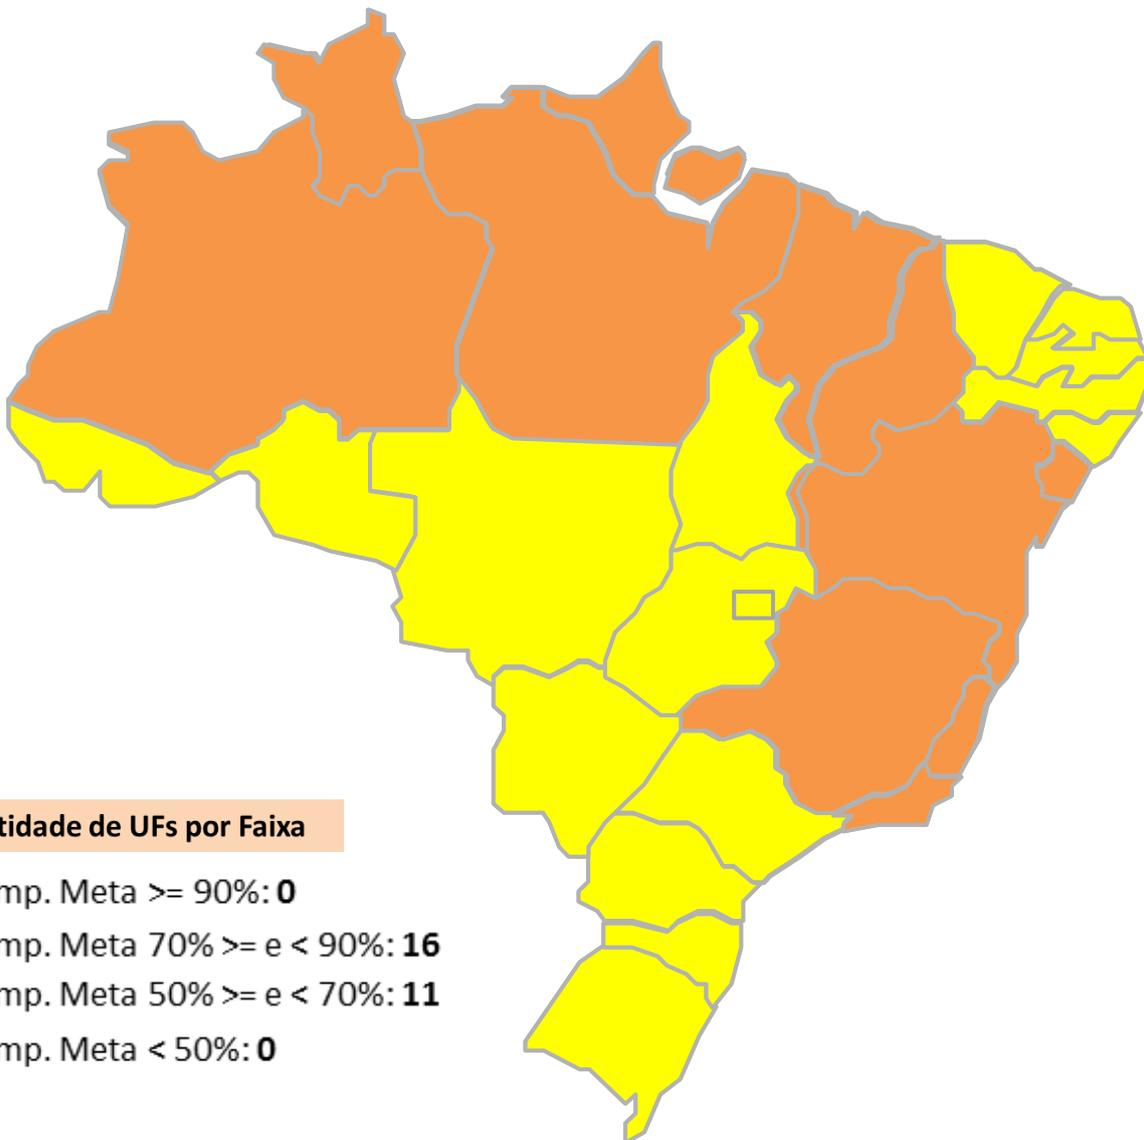 tidade de UFs por Faixa
mp. Meta >= 90%: 0
mp. Meta 70% >= e < 90%: 16
mp. Meta 50% >= e < 70%: 11
mp. Meta < 50%: 0